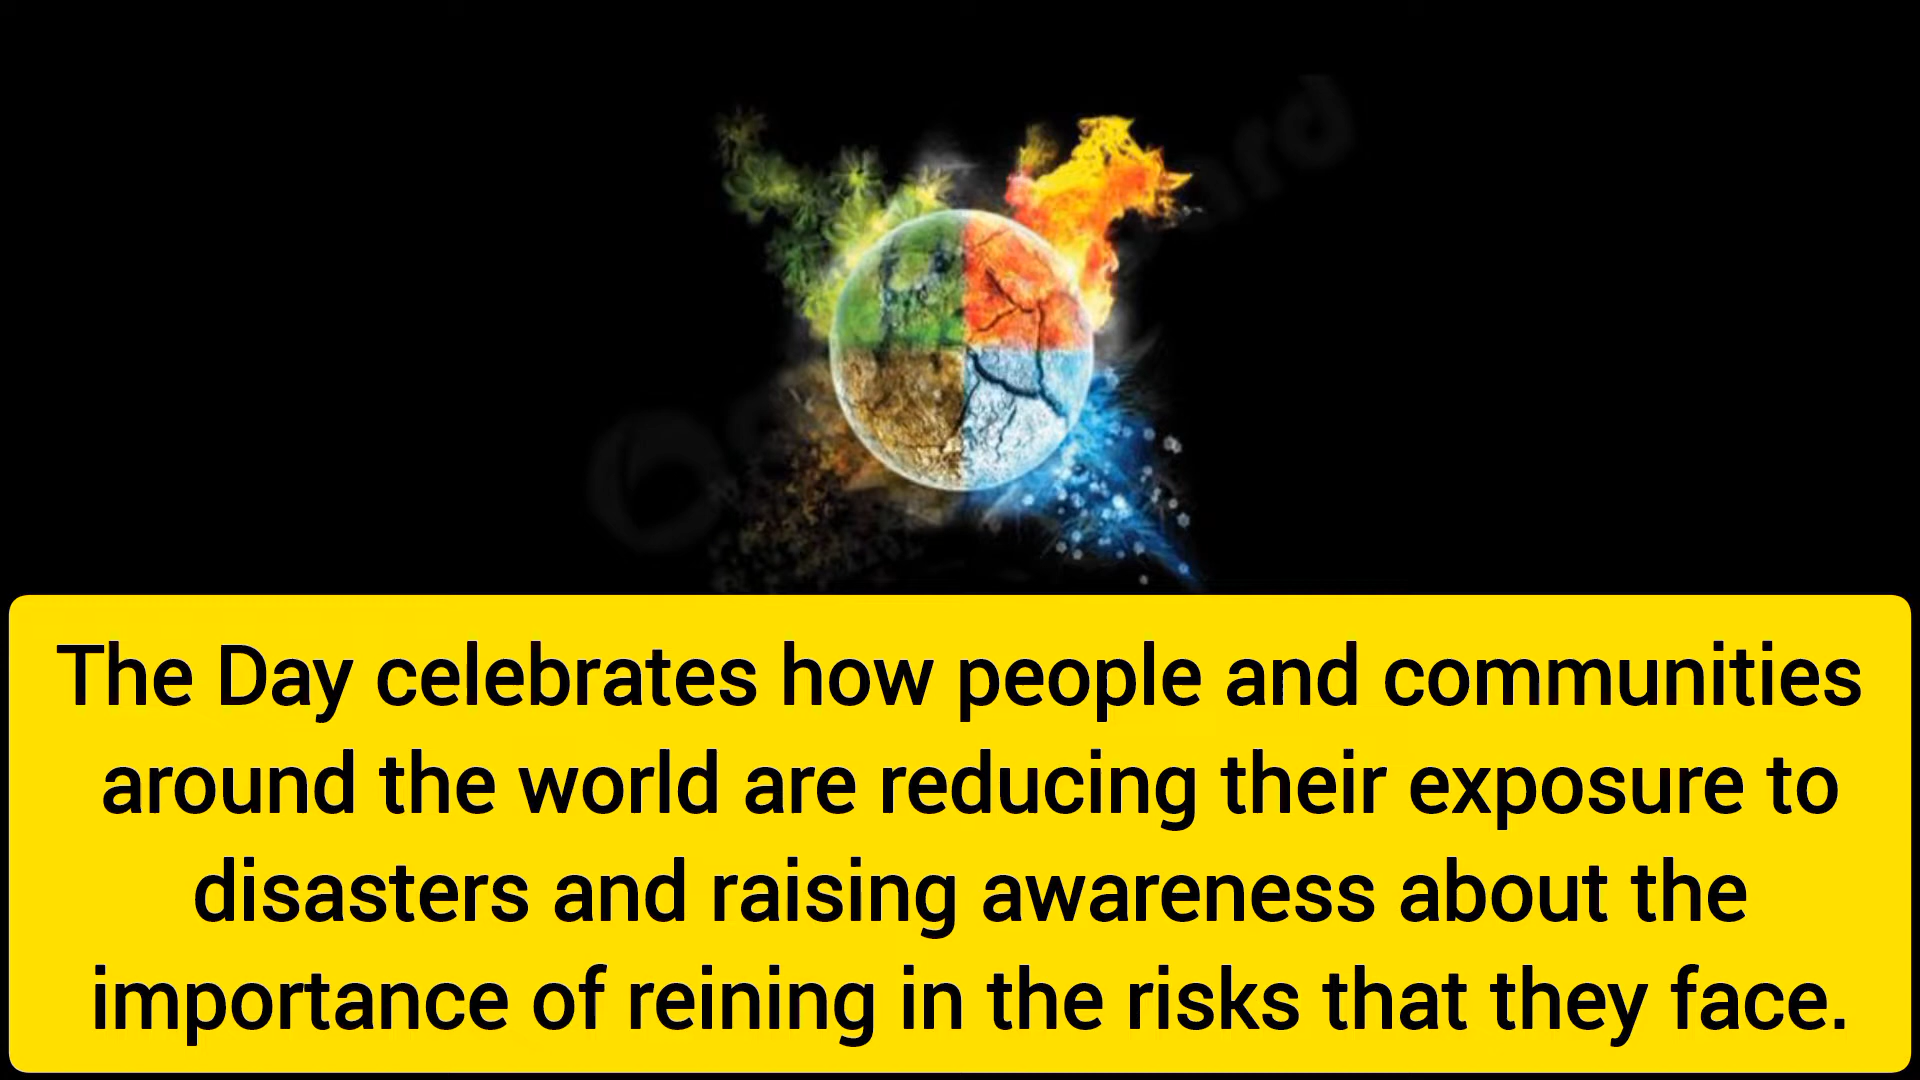 The Day celebrates how people and communities
around the world are reducing their exposure to
disasters and raising awareness about the
importance of reining in the risks that they face.